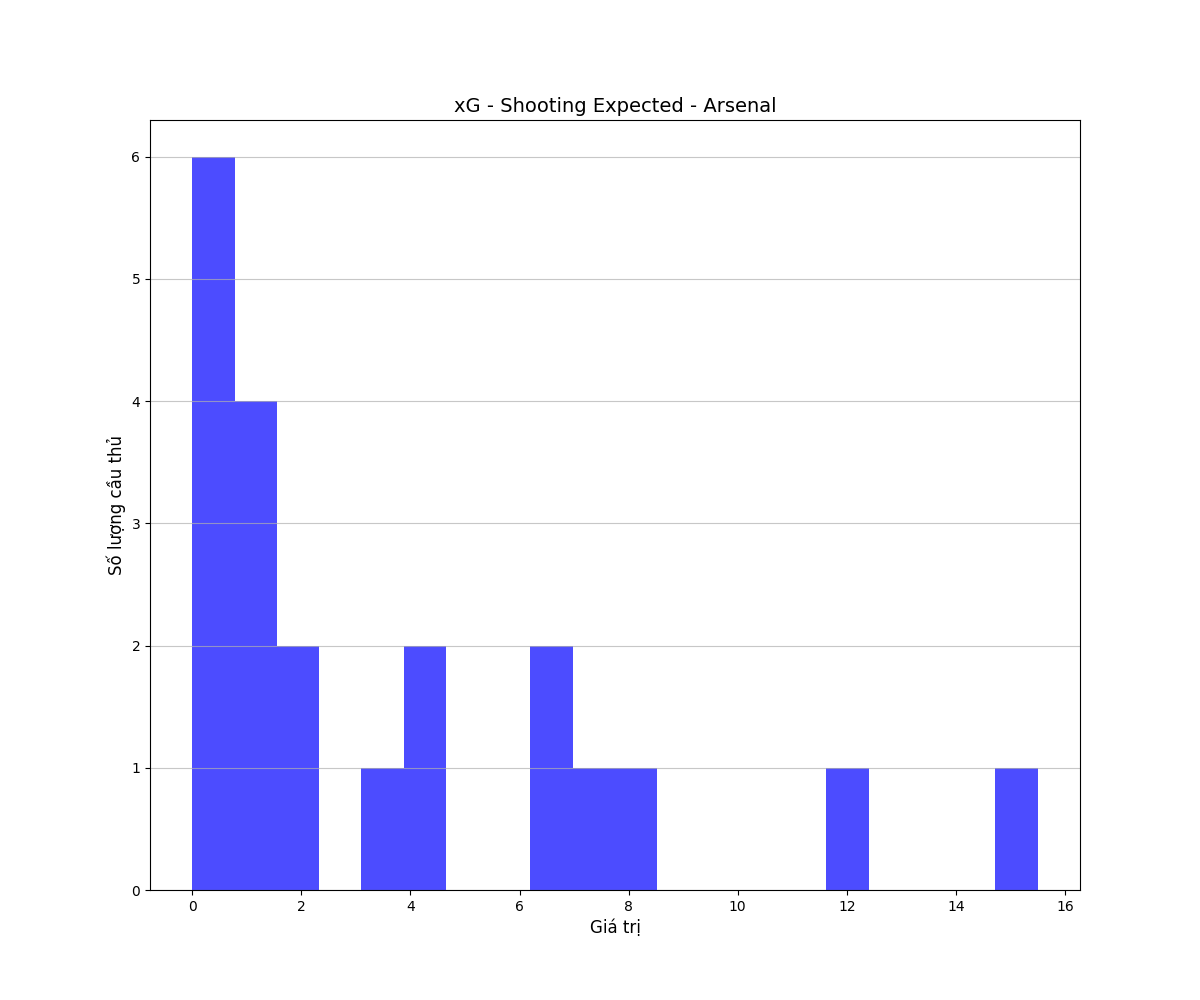 xG - Shooting Expected - Arsenal
6
5
4
3
2
1
0
Số lượng cầu thủ
0 2 4 6 8 10 12 14 16
Giá trị